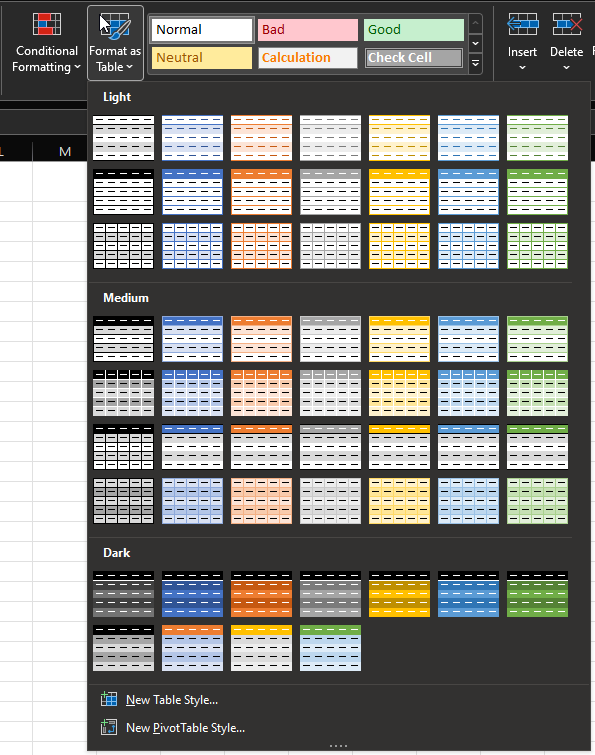 Conditional
Formatting
Format as
Table
Normal
Bad
Good
Neutral
Calculation
Check Cell
Insert
Delete
M
Light
Medium
Dark
New Table Style...
New PivotTable Style...